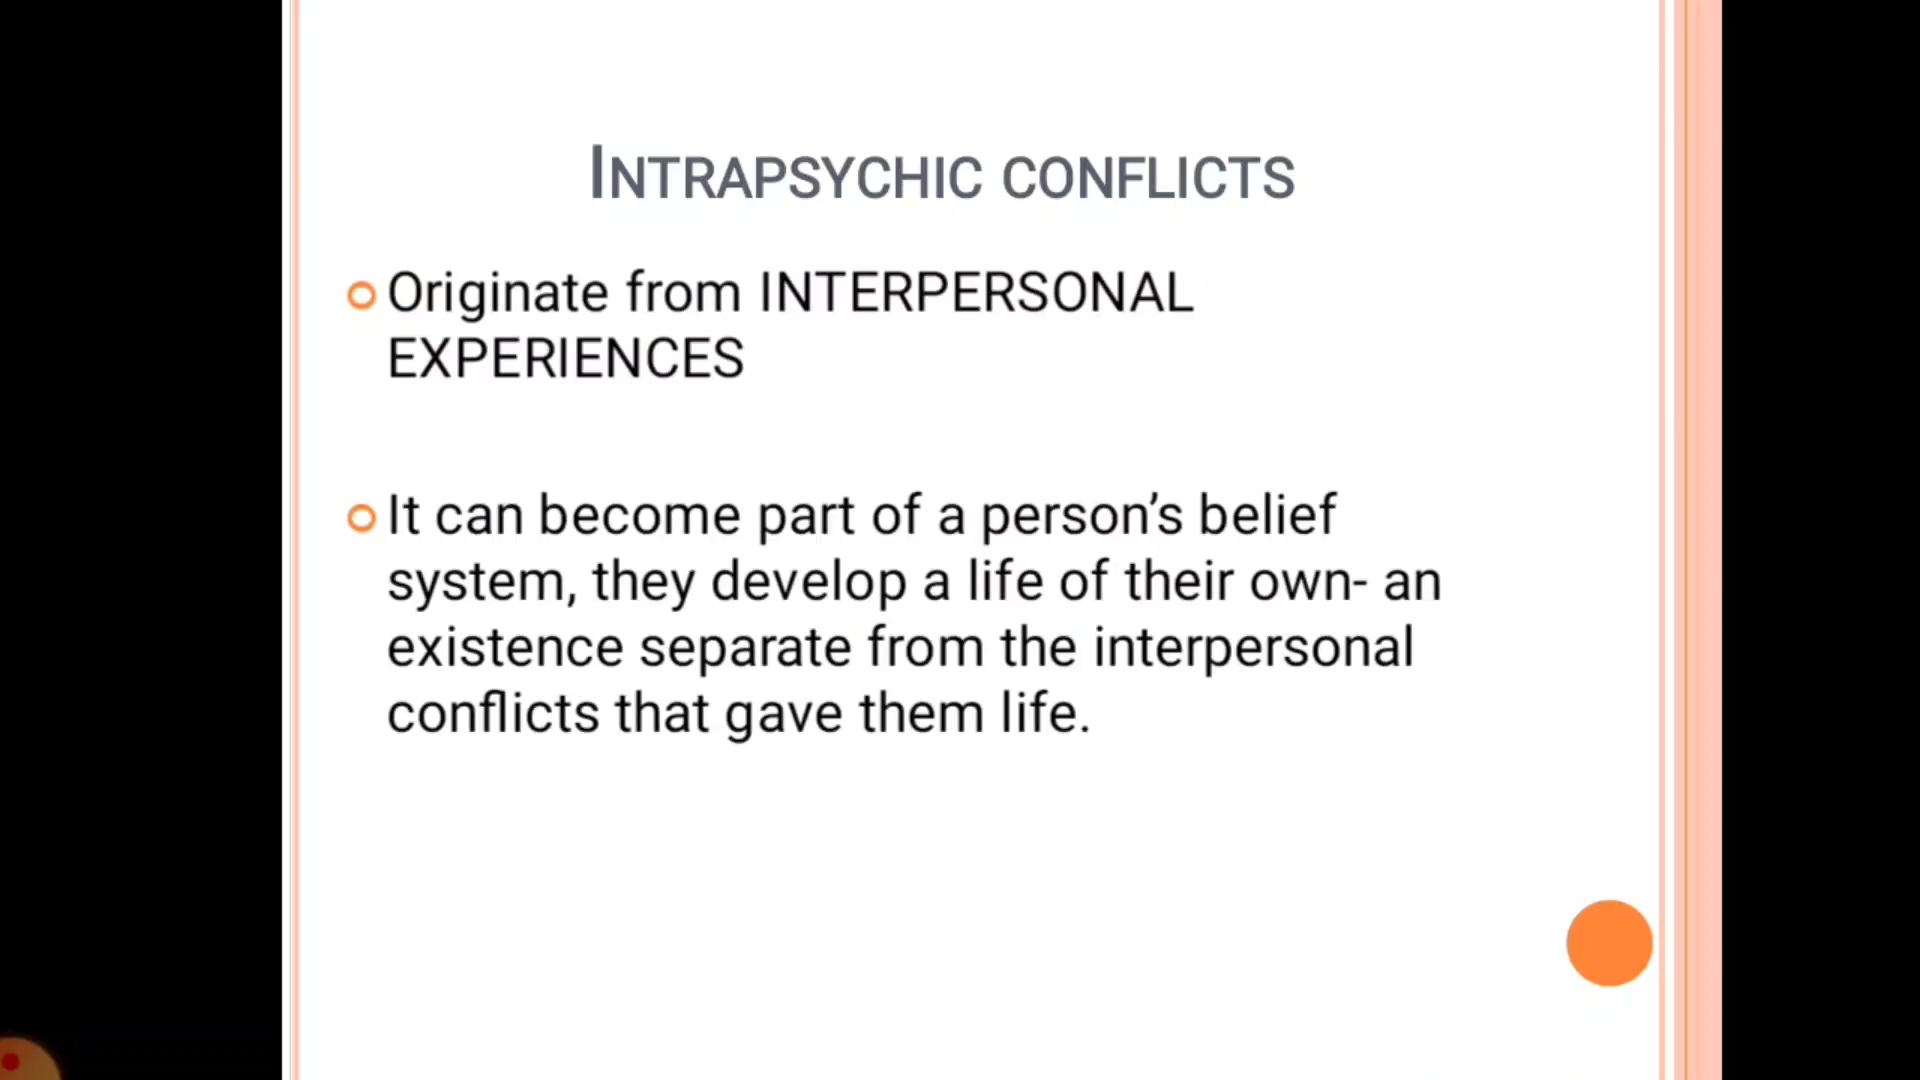 INTRAPSYCHIC CONFLICTS
Originate from INTERPERSONAL
EXPERIENCES
It can become part of a person’s belief
system, they develop a life of their own- an
existence separate from the interpersonal
conflicts that gave them life.